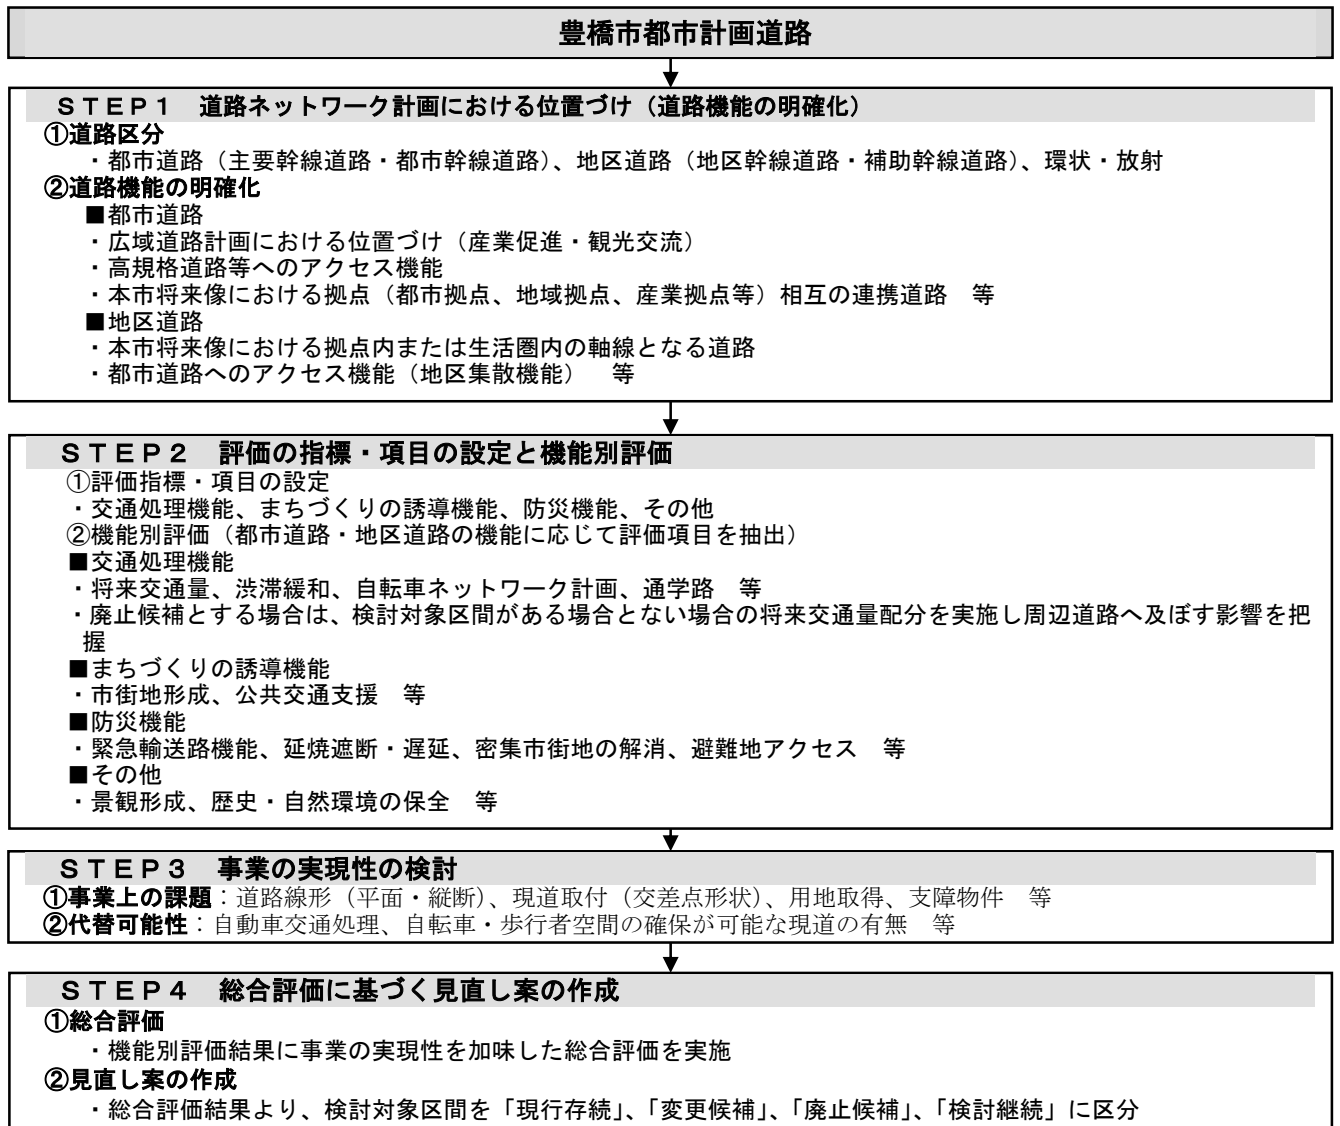 豊橋市都市計画道路
ＳＴＥＰ１　道路ネットワーク計画における位置づけ（道路機能の明確化）
①道路区分
・都市道路（主要幹線道路・都市幹線道路）、地区道路（地区幹線道路・補助幹線道路）、環状・放射
②道路機能の明確化
■都市道路
・広域道路計画における位置づけ（産業促進・観光交流）
・高規格道路等へのアクセス機能
・本市将来像における拠点（都市拠点、地域拠点、産業拠点等）相互の連携道路　等
■地区道路
・本市将来像における拠点内または生活圏内の軸線となる道路
・都市道路へのアクセス機能（地区集散機能）　等
ＳＴＥＰ２　評価の指標・項目の設定と機能別評価
①評価指標・項目の設定
・交通処理機能、まちづくりの誘導機能、防災機能、その他
②機能別評価（都市道路・地区道路の機能に応じて評価項目を抽出）
■交通処理機能
・将来交通量、渋滞緩和、自転車ネットワーク計画、通学路　等
・廃止候補とする場合は、検討対象区間がある場合とない場合の将来交通量配分を実施し周辺道路へ及ぼす影響を把
握
■まちづくりの誘導機能
・市街地形成、公共交通支援　等
■防災機能
・緊急輸送路機能、延焼遮断・遅延、密集市街地の解消、避難地アクセス　等
■その他
・景観形成、歴史・自然環境の保全　等
ＳＴＥＰ３　事業の実現性の検討
①事業上の課題：道路線形（平面・縦断）、現道取付（交差点形状）、用地取得、支障物件　等
②代替可能性：自動車交通処理、自転車・歩行者空間の確保が可能な現道の有無　等
ＳＴＥＰ４　総合評価に基づく見直し案の作成
①総合評価
・機能別評価結果に事業の実現性を加味した総合評価を実施
②見直し案の作成
・総合評価結果より、検討対象区間を「現行存続」、「変更候補」、「廃止候補」、「検討継続」に区分